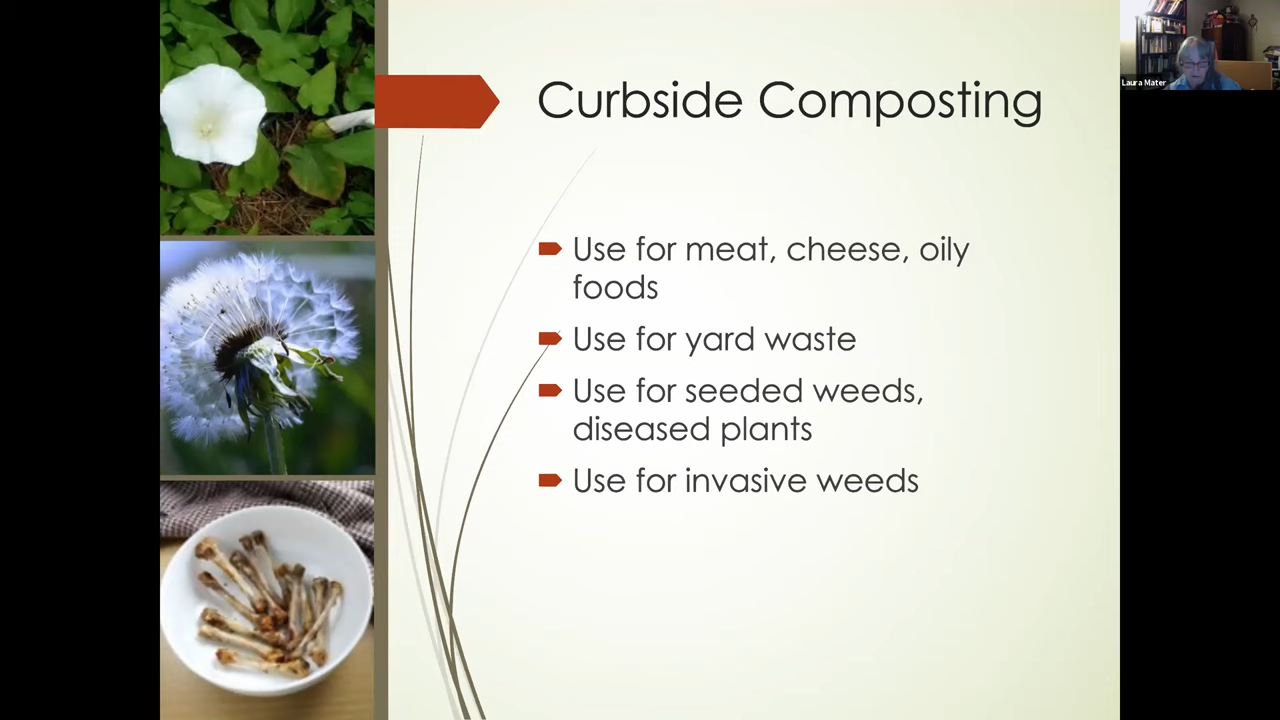 Curbside Composting
Laura Mater
Use for meat, cheese, oily
foods
Use for yard waste
Use for seeded weeds,
diseased plants
Use for invasive weeds